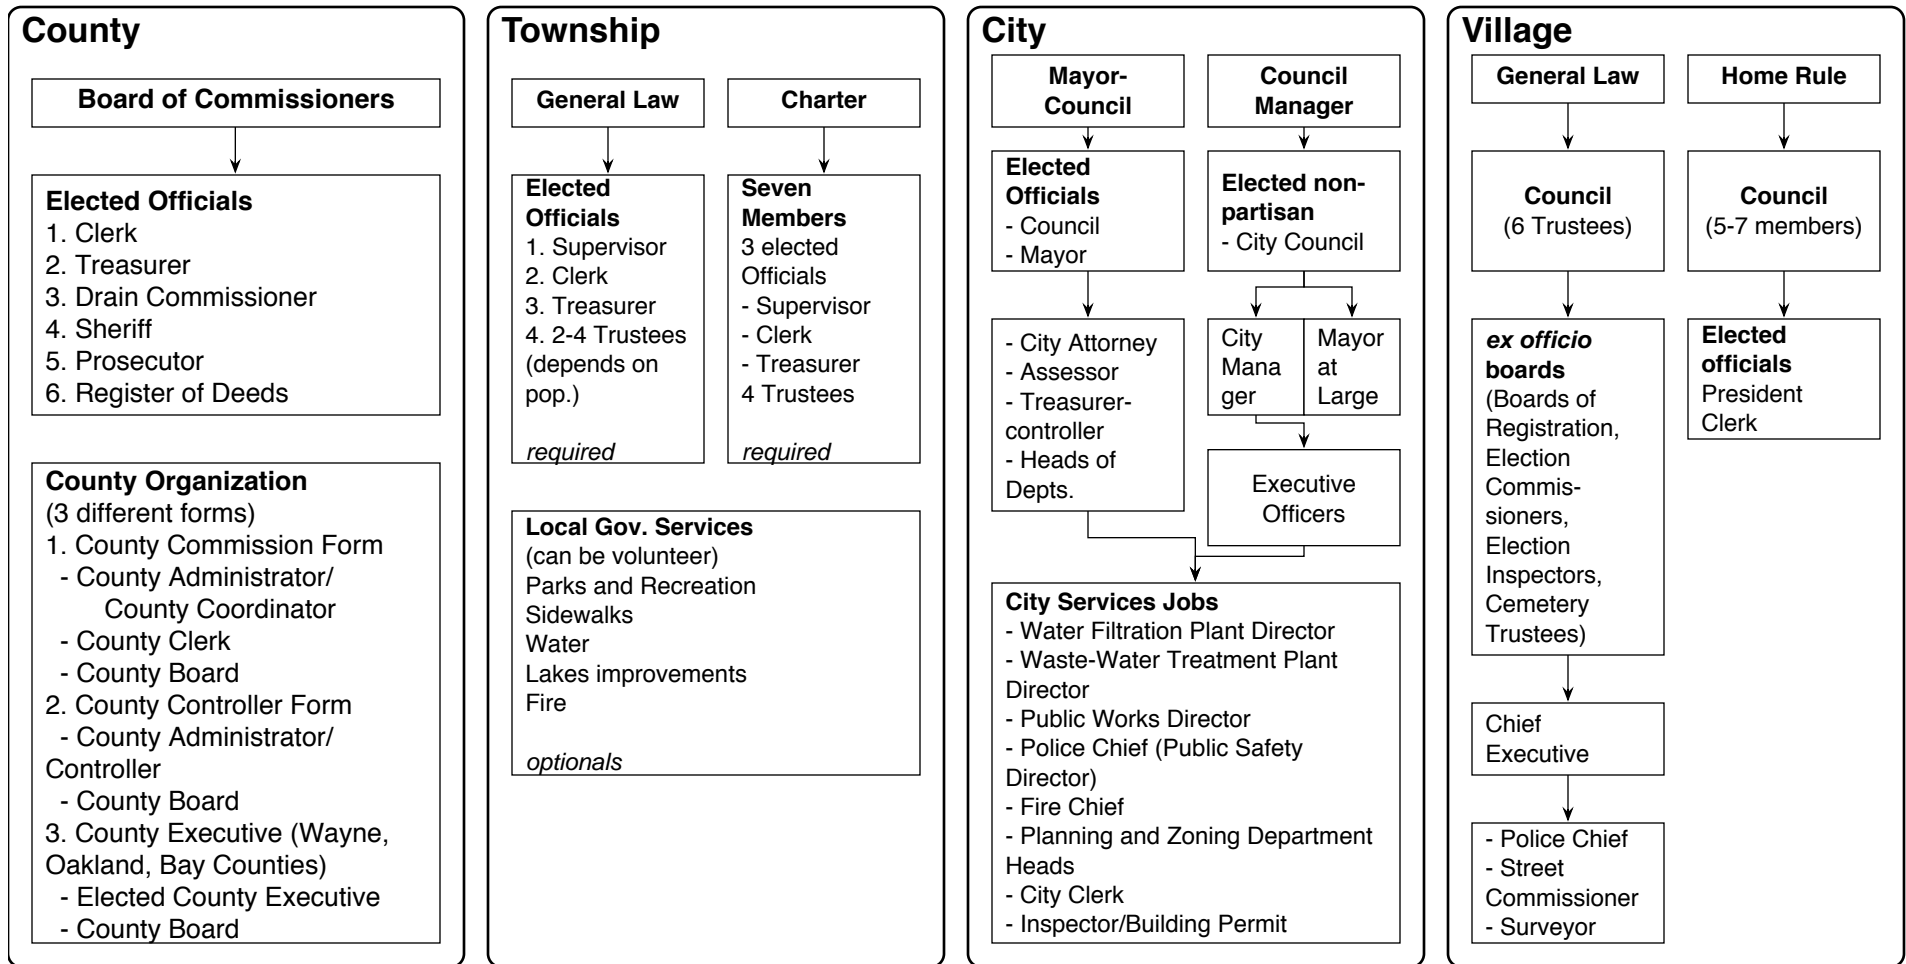 County
Board of Commissioners
Elected Officials
1. Clerk
2. Treasurer
3. Drain Commissioner
4. Sheriff
5. Prosecutor
6. Register of Deeds
County Organization
(3 different forms)
1. County Commission Form
- County Administrator/
County Coordinator
- County Clerk
- County Board
2. County Controller Form
- County Administrator/
Controller
- County Board
3. County Executive (Wayne,
Oakland, Bay Counties)
- Elected County Executive
- County Board
Township
General Law
Elected
Officials
1. Supervisor
2. Clerk
3. Treasurer
4. 2-4 Trustees
(depends on
pop.)
required
Charter
Seven
Members
3 elected
Officials
- Supervisor
- Clerk
- Treasurer
4 Trustees
required
Local Gov. Services
(can be volunteer)
Parks and Recreation
Sidewalks
Water
Lakes improvements
Fire
optionals
City
Mayor-
Council
Elected
Officials
- Council
- Mayor
- City Attorney
- Assessor
- Treasurer-
controller
- Heads of
Depts.
Council
Manager
Elected non-
partisan
- City Council
City
Mana
ger
Mayor
at
Large
Executive
Officers
City Services Jobs
- Water Filtration Plant Director
- Waste-Water Treatment Plant
Director
- Public Works Director
- Police Chief (Public Safety
Director)
- Fire Chief
- Planning and Zoning Department
Heads
- City Clerk
- Inspector/Building Permit
Village
General Law
Council
(6 Trustees)
ex officio
boards
(Boards of
Registration,
Election
Commis-
sioners,
Election
Inspectors,
Cemetery
Trustees)
Chief
Executive
- Police Chief
- Street
Commissioner
- Surveyor
Home Rule
Council
(5-7 members)
Elected
officials
President
Clerk